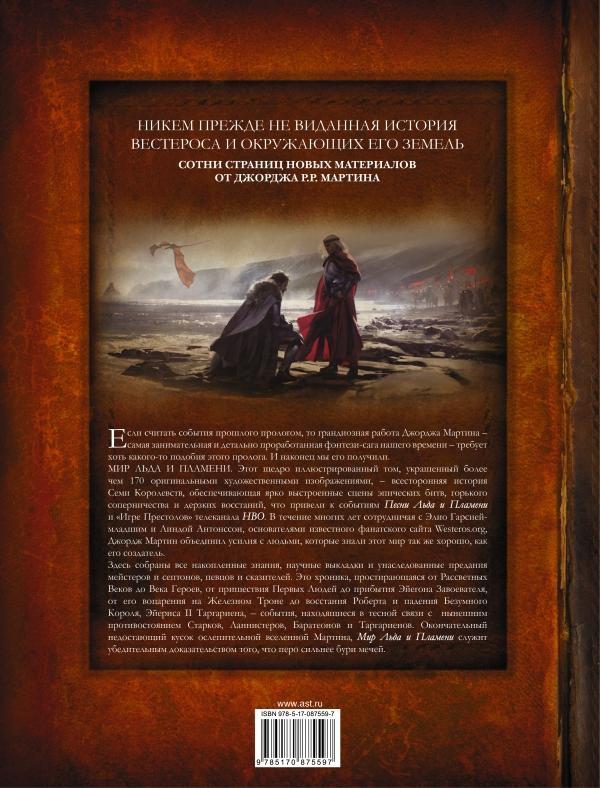 НИКЕМ ПРЕЖДЕ НЕ ВИДАННАЯ ИСТОРИЯ
ВЕСТЕРОСА И ОКРУЖАЮЩИХ ЕГО ЗЕМЕЛЬ
СОТНИ СТРАНИЦ НОВЫХ МАТЕРИАЛОВ
ОТ ДЖОРДЖА Р.Р. МАРТИНА
Если считать события прошлого прологом, то грандиозная работа Джорджа Мартина –
самая занимательная и детально проработанная фэнтези-сага нашего времени – требует
хоть какого-то подобия этого пролога. И наконец мы его получили.
МИР ЛЬДА И ПЛАМЕНИ. Этот щедро иллюстрированный том, украшенный более
чем 170 оригинальными художественными изображениями, – всесторонняя история
Семи Королевств, обеспечивающая ярко выстроенные сцены эпических битв, горького
соперничества и дерзких восстаний, что привели к событиям Песни Льда и Пламени
и «Игре Престолов» телеканала HBO. В течение многих лет сотрудничая с Элио Гарсией-
младшим и Линдой Антонссон, основателями известного фанатского сайта Westeros.org,
Джордж Мартин объединил усилия с людьми, которые знали этот мир так же хорошо, как
его создатель.
Здесь собраны все накопленные знания, научные выкладки и унаследованные предания
мейстеров и септонов, певцов и сказителей. Это хроника, простирающаяся от Рассветных
Веков до Века Героев, от пришествия Первых Людей до прибытия Эйегона Завоевателя,
от его воцарения на Железном Троне до восстания Роберта и падения Безумного
Короля, Эйериса II Таргариена, – события, находящиеся в тесной связи с нынешним
противостоянием Старков, Ланнистеров, Баратеонов и Таргариенов. Окончательный
недостающий кусок ослепительной вселенной Мартина, Мир Льда и Пламени служит
убедительным доказательством того, что перо сильнее бури мечей.
www.ast.ru
ISBN 978-5-17-087559-7
9 785170 875597